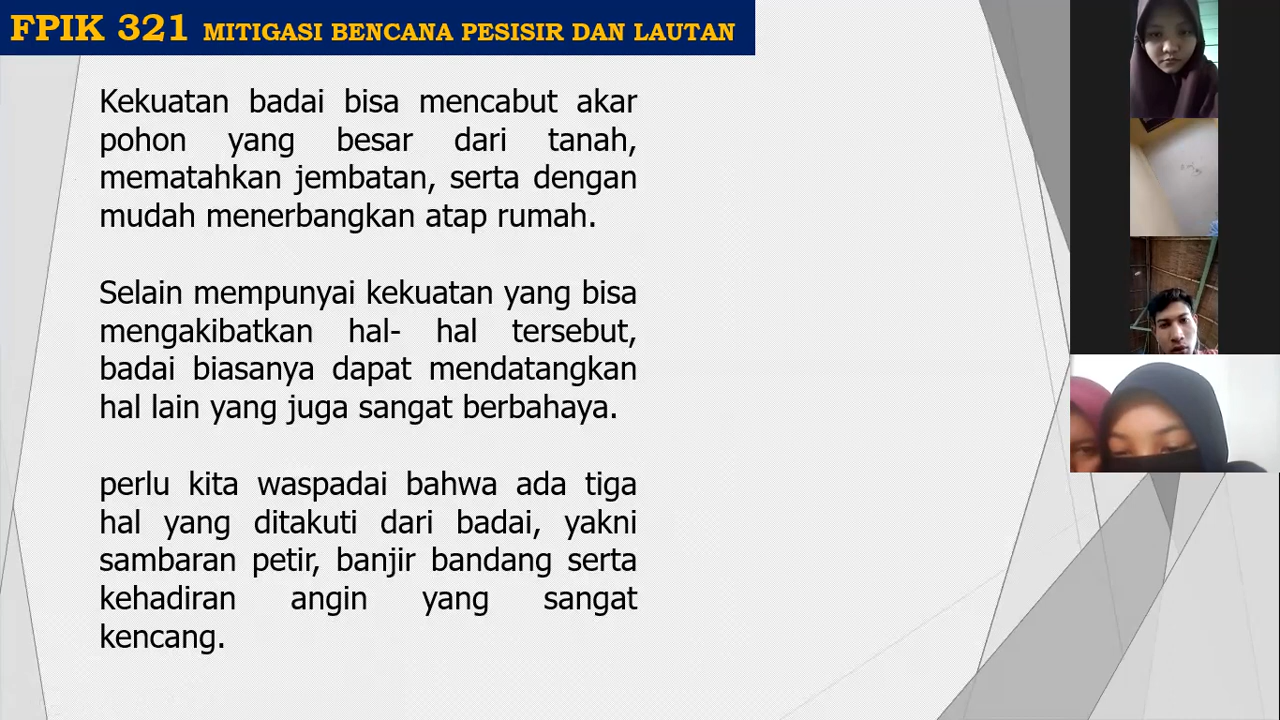 FPIK 321 MITIGASI BENCANA PESISIR DAN LAUTAN
Kekuatan badai bisa mencabut akar
pohon yang besar dari tanah,
mematahkan jembatan, serta dengan
mudah menerbangkan atap rumah.
Selain mempunyai kekuatan yang bisa
mengakibatkan hal- hal tersebut,
badai biasanya dapat mendatangkan
hal lain yang juga sangat berbahaya.
perlu kita waspadai bahwa ada tiga
hal yang ditakuti dari badai, yakni
sambaran petir, banjir bandang serta
kehadiran angin yang sangat
kencang.